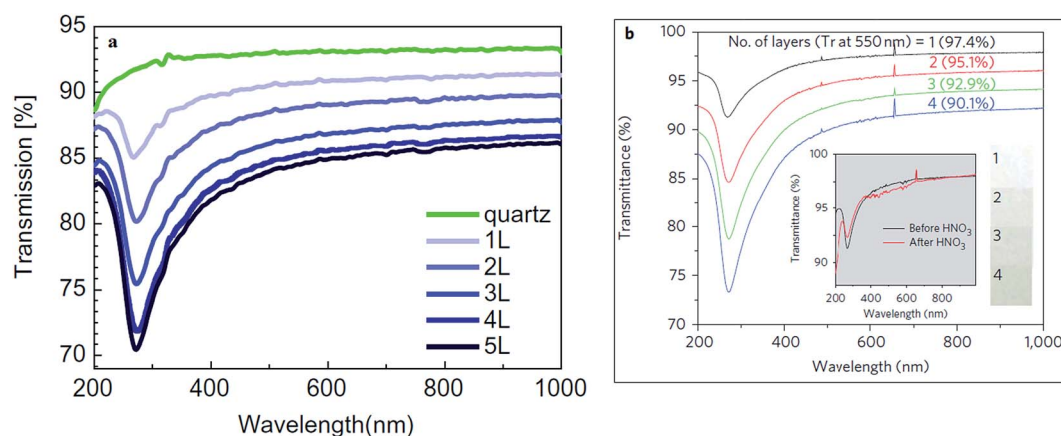 a
95
90
85
80
75
70
Transmission [%]
quartz
1L
2L
3L
4L
5L
200 400 600 800 1000
Wavelength(nm)
b
100
95
90
85
80
75
70
Transmittance (%)
No. of layers (Tr at 550 nm) = 1 (97.4%)
2 (95.1%)
3 (92.9%)
4 (90.1%)
100
95
90
Transmittance (%)
Before HNO₃
After HNO₃
200 400 600 800
Wavelength (nm)
1
2
3
4
200 400 600 800 1,000
Wavelength (nm)